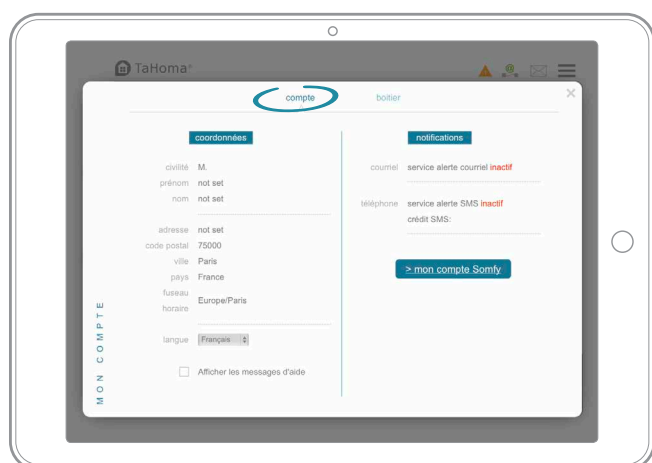 TaHoma®
compte
boitier
coordonnées
civilité M.
prénom not set
nom not set
adresse not set
code postal 75000
ville Paris
pays France
fuseau
horaire Europe/Paris
langue Français
Afficher les messages d'aide
notifications
courriel service alerte courriel inactif
téléphone service alerte SMS inactif
crédit SMS:
> mon compte Somfy
MON COMPTE